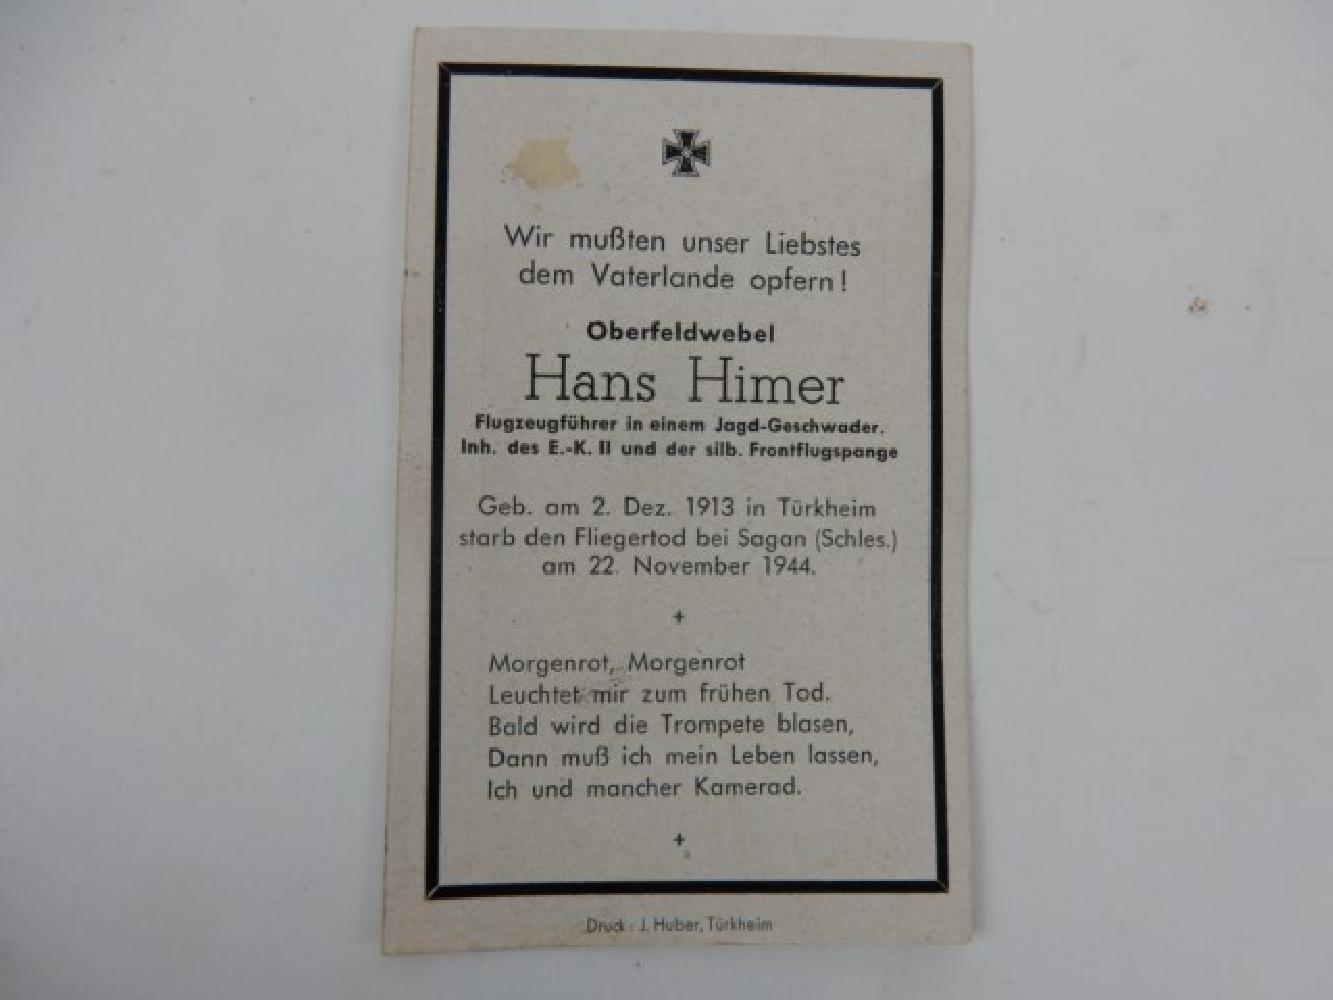 Wir mußten unser Liebstes
dem Vaterlande opfern!
Oberfeldwebel
Hans Himer
Flugzeugführer in einem Jagd-Geschwader.
Inh. des E.-K. II und der silb. Frontflugspange
Geb. am 2. Dez. 1913 in Türkheim
starb den Fliegertod bei Sagan (Schles.)
am 22. November 1944.
+
Morgenrot, Morgenrot
Leuchtet mir zum frühen Tod.
Bald wird die Trompete blasen,
Dann muß ich mein Leben lassen,
Ich und mancher Kamerad.
+
Druck: J. Huber, Türkheim